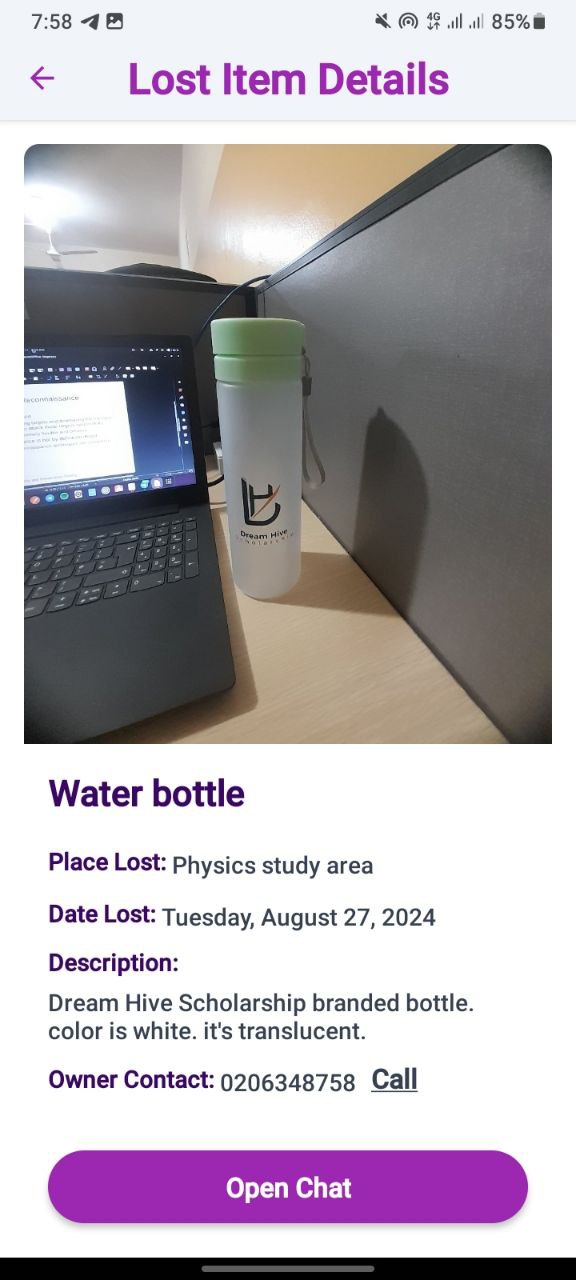 7:58
4G
85%
Lost Item Details
econnaissance
Dream Hive
Water bottle
Place Lost: Physics study area
Date Lost: Tuesday, August 27, 2024
Description:
Dream Hive Scholarship branded bottle.
color is white. it's translucent.
Owner Contact: 0206348758 Call
Open Chat